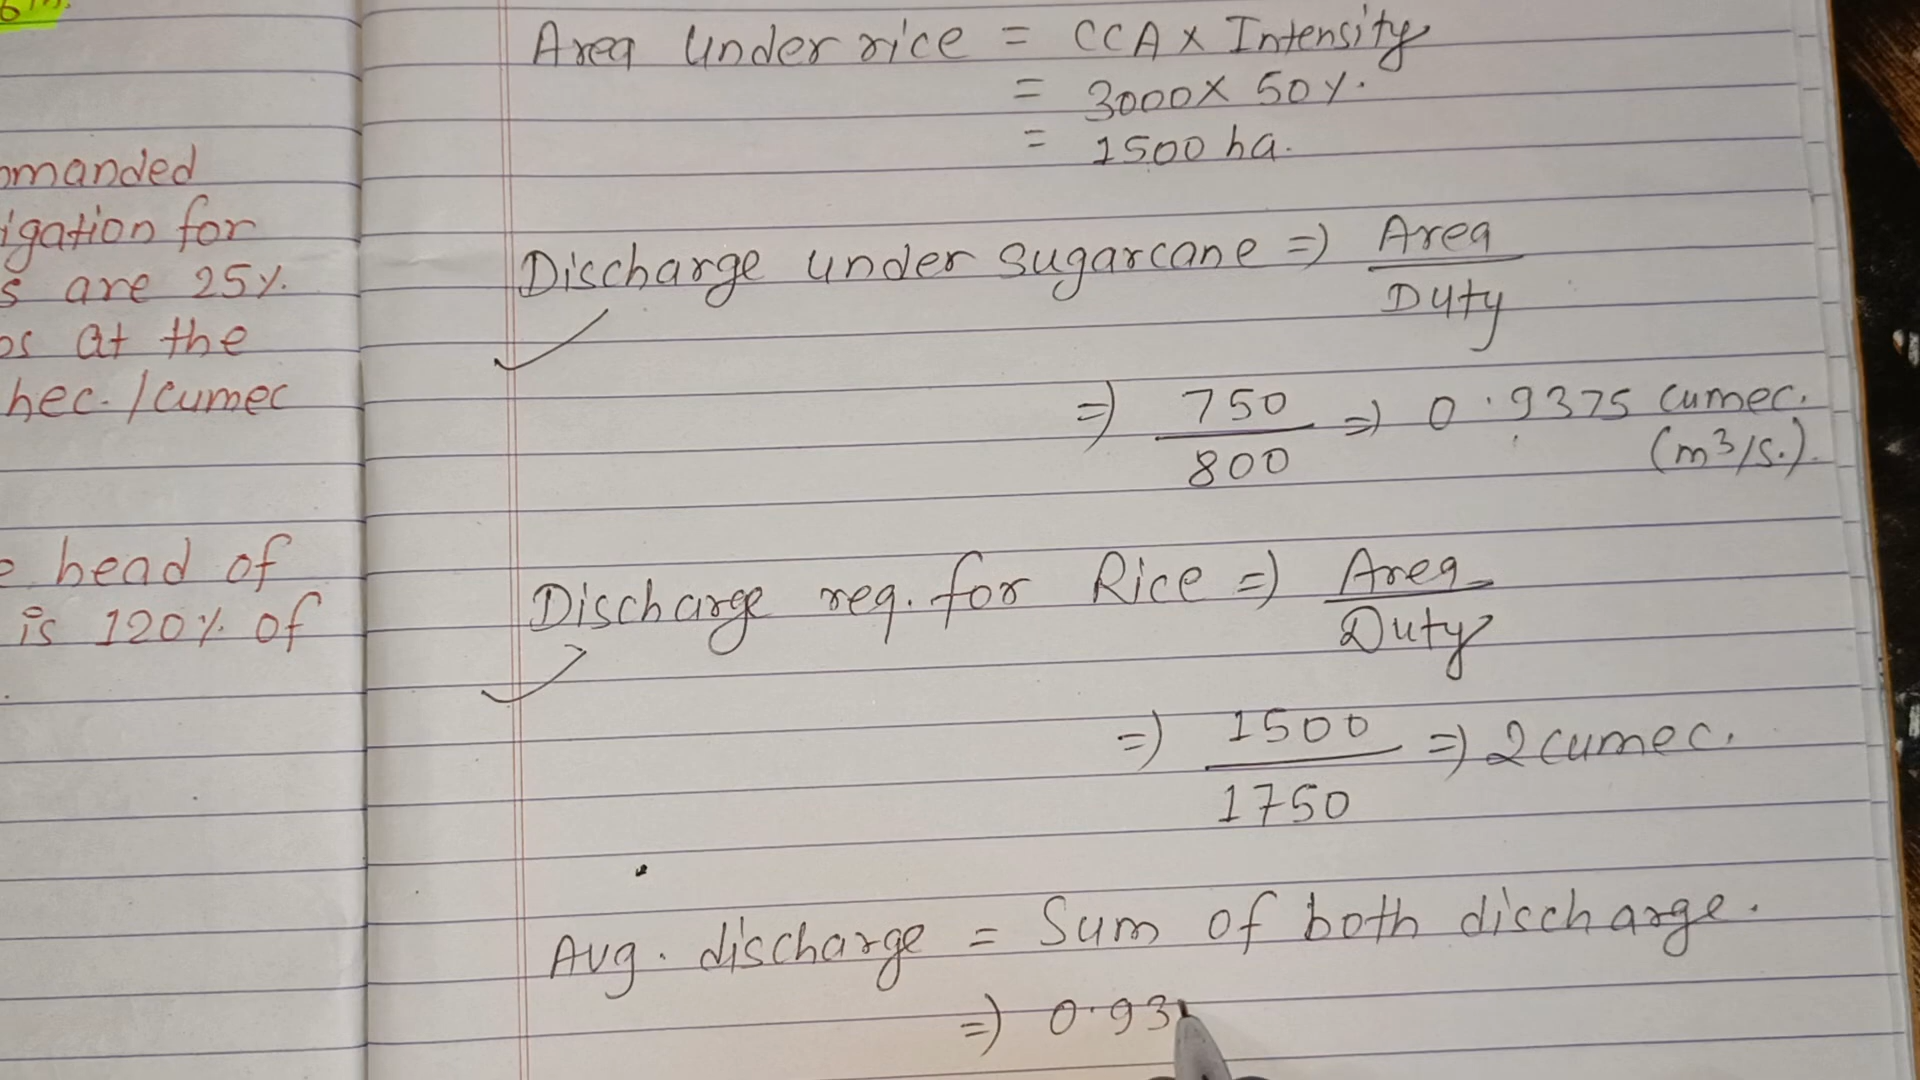 omanded
igation for
s are 25%.
os at the
hec. / cumec
e head of
is 120% of
Area Under rice = CCA x Intensity
= 3000 x 50%.
= 1500 ha.
Discharge under sugarcane => Area / Duty
=> 750 / 800 => 0.9375 cumec.
(m3/s.).
Discharge req. for Rice => Area / Duty
=> 1500 / 1750 => 2 cumec.
Avg. discharge = Sum of both discharge.
=> 0.93